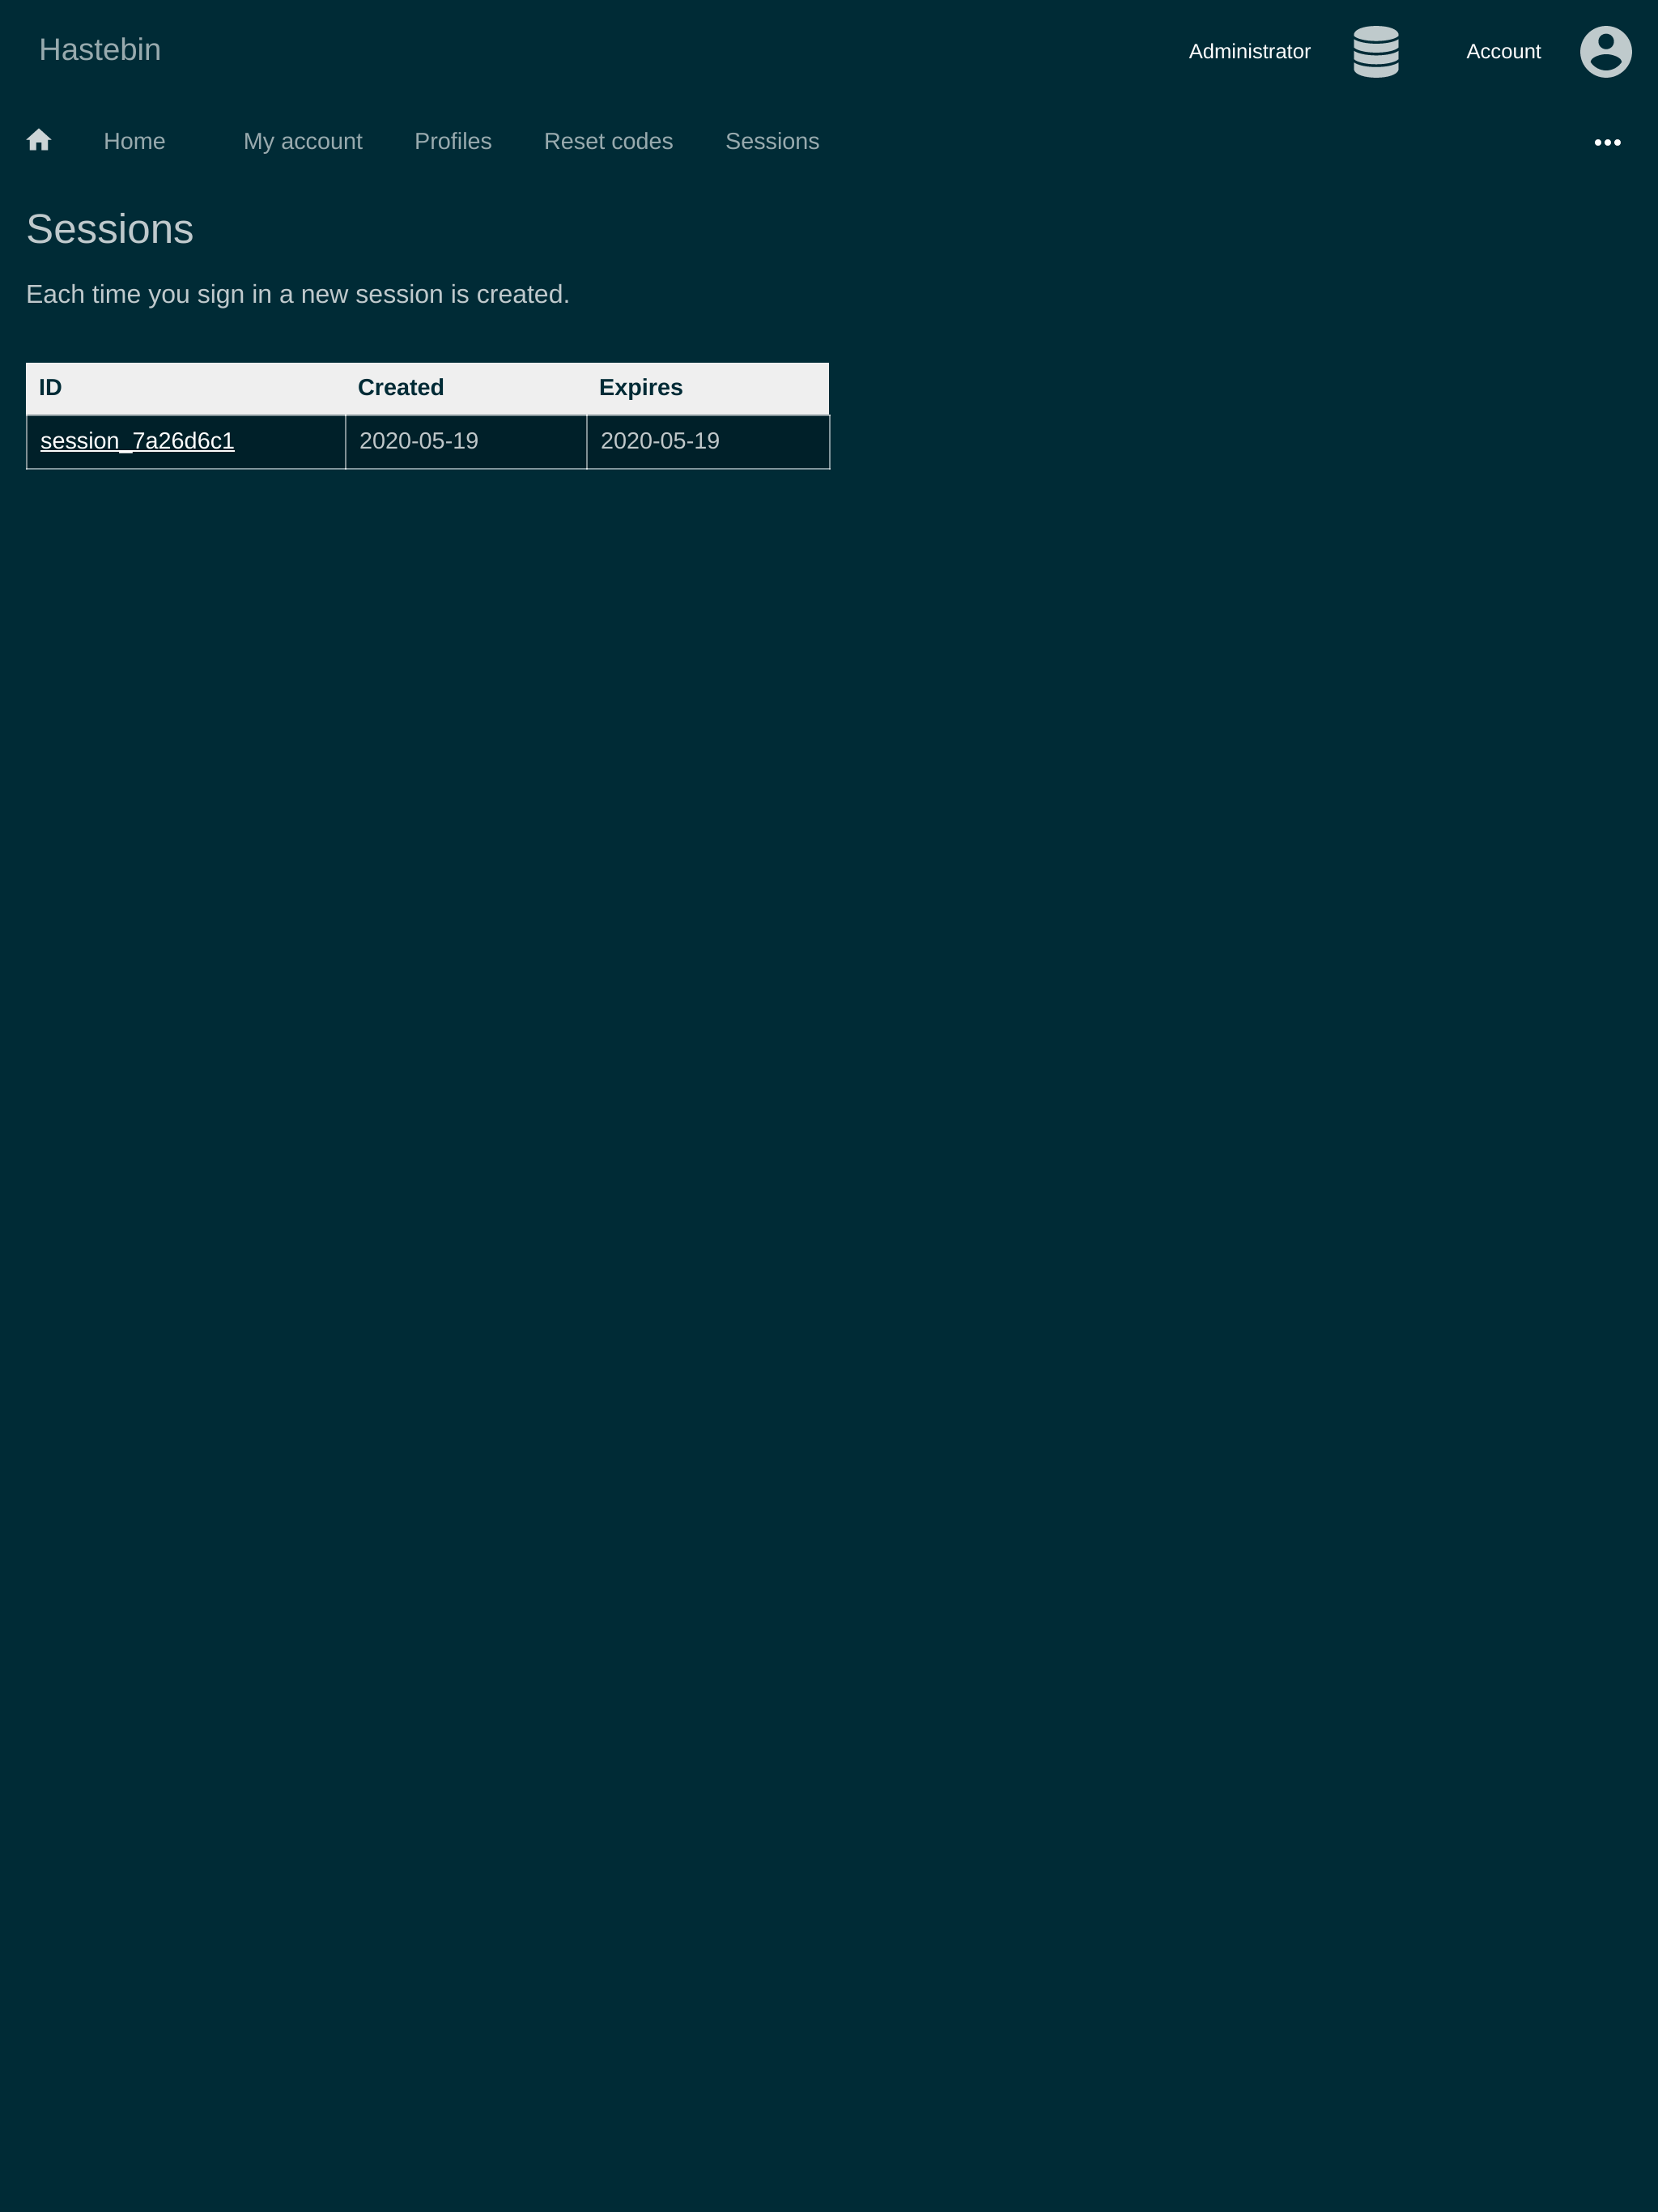 Hastebin
Administrator
Account
Home
My account
Profiles
Reset codes
Sessions
Sessions
Each time you sign in a new session is created.
ID Created Expires
session_7a26d6c1 2020-05-19 2020-05-19